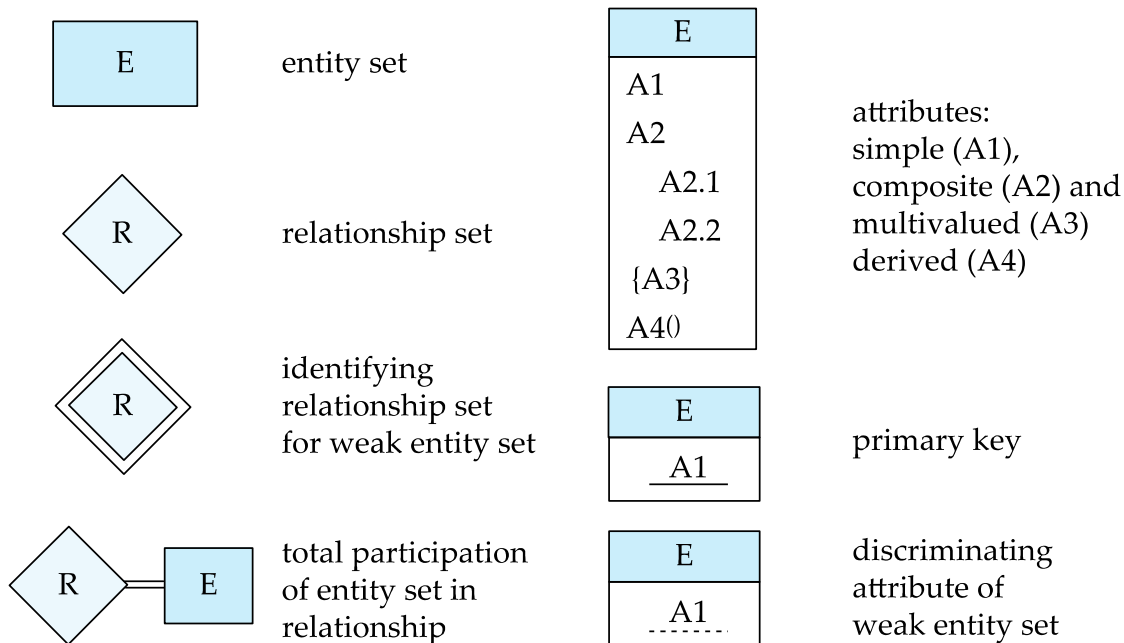 E
entity set
R
relationship set
R
identifying
relationship set
for weak entity set
R
E
total participation
of entity set in
relationship
E
A1
A2
A2.1
A2.2
{A3}
A4()
attributes:
simple (A1),
composite (A2) and
multivalued (A3)
derived (A4)
E
A1
primary key
E
A1
discriminating
attribute of
weak entity set